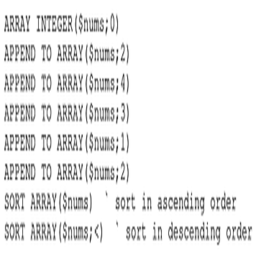 ARRAY INTEGER($nums;0)
APPEND TO ARRAY($nums;2)
APPEND TO ARRAY($nums;4)
APPEND TO ARRAY($nums;3)
APPEND TO ARRAY($nums;1)
APPEND TO ARRAY($nums;2)
SORT ARRAY($nums)  ` sort in ascending order
SORT ARRAY($nums;<)  ` sort in descending order